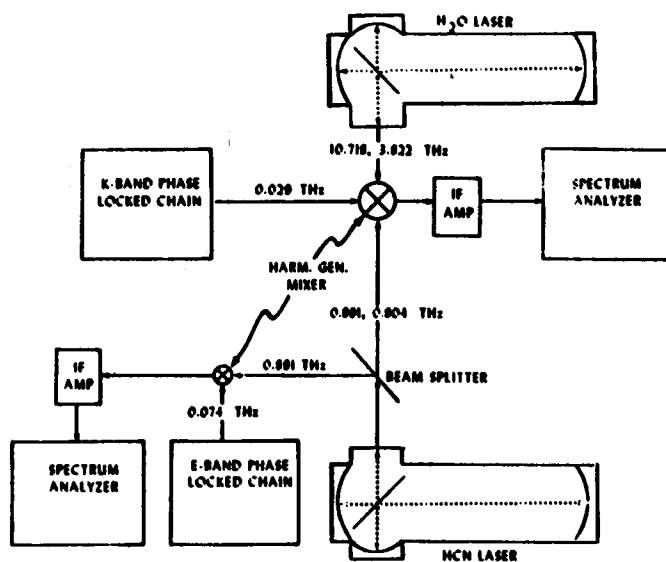 H₂O LASER
10.718, 3.822 THz
K-BAND PHASE
LOCKED CHAIN
0.029 THz
IF
AMP
SPECTRUM
ANALYZER
HARM. GEN.
MIXER
0.891, 0.804 THz
IF
AMP
0.891 THz
BEAM SPLITTER
0.074 THz
SPECTRUM
ANALYZER
E-BAND PHASE
LOCKED CHAIN
HCN LASER